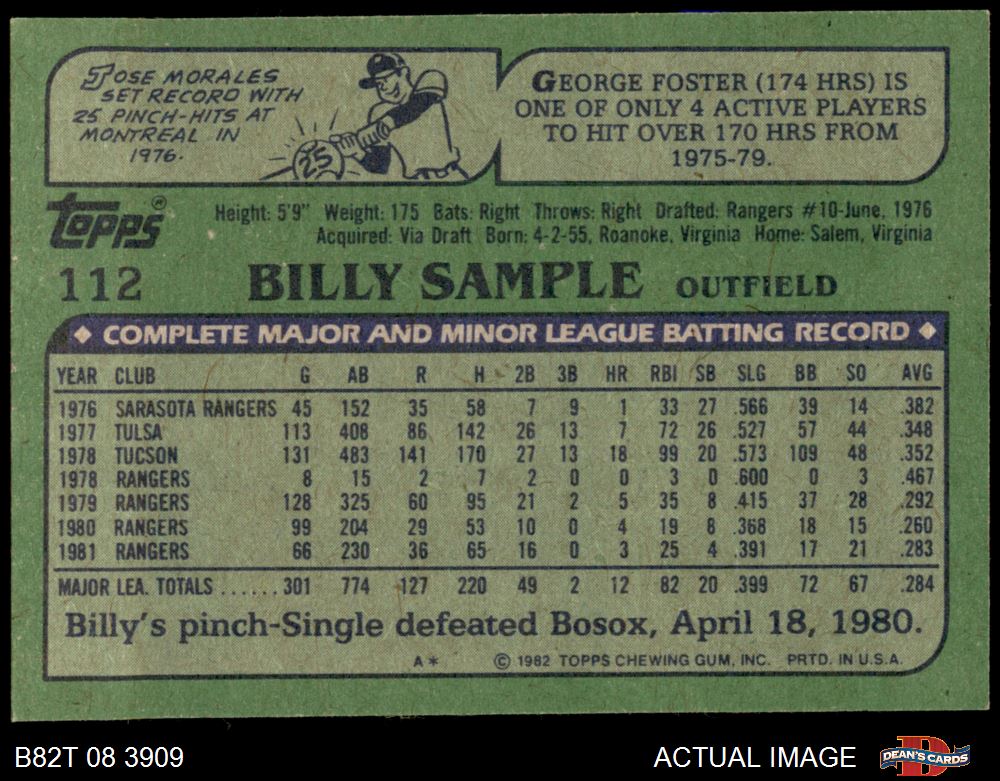 JOSE MORALES
SET RECORD WITH
25 PINCH-HITS AT
MONTREAL IN
1976.
25
GEORGE FOSTER (174 HRS) IS
ONE OF ONLY 4 ACTIVE PLAYERS
TO HIT OVER 170 HRS FROM
1975-79.
Topps®
Height: 5'9" Weight: 175 Bats: Right Throws: Right Drafted: Rangers #10-June, 1976
Acquired: Via Draft Born: 4-2-55, Roanoke, Virginia Home: Salem, Virginia
112 BILLY SAMPLE OUTFIELD
◆ COMPLETE MAJOR AND MINOR LEAGUE BATTING RECORD ◆
YEAR CLUB G AB R H 2B 3B HR RBI SB SLG BB SO AVG
1976 SARASOTA RANGERS 45 152 35 58 7 9 1 33 27 .566 39 14 .382
1977 TULSA 113 408 86 142 26 13 7 72 26 .527 57 44 .348
1978 TUCSON 131 483 141 170 27 13 18 99 20 .573 109 48 .352
1978 RANGERS 8 15 2 7 2 0 0 3 0 .600 0 3 .467
1979 RANGERS 128 325 60 95 21 2 5 35 8 .415 37 28 .292
1980 RANGERS 99 204 29 53 10 0 4 19 8 .368 18 15 .260
1981 RANGERS 66 230 36 65 16 0 3 25 4 .391 17 21 .283
MAJOR LEA. TOTALS ...... 301 774 127 220 49 2 12 82 20 .399 72 67 .284
Billy's pinch-Single defeated Bosox, April 18, 1980.
A* © 1982 TOPPS CHEWING GUM, INC. PRTD. IN U.S.A.
B82T 08 3909 ACTUAL IMAGE DEAN'S CARDS